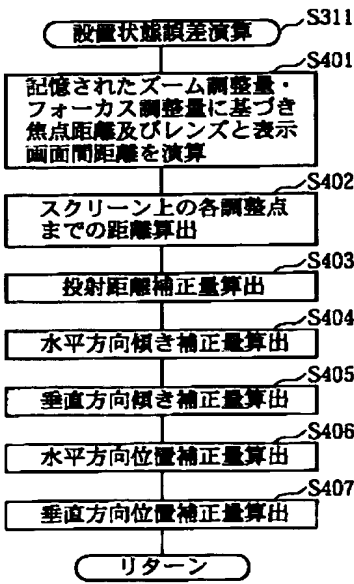 S311
設置状態誤差演算
S401
記憶されたズーム調整量・
フォーカス調整量に基づき
焦点距離及びレンズと表示
画面間距離を演算
S402
スクリーン上の各調整点
までの距離算出
S403
投射距離補正量算出
S404
水平方向傾き補正量算出
S405
垂直方向傾き補正量算出
S406
水平方向位置補正量算出
S407
垂直方向位置補正量算出
リターン